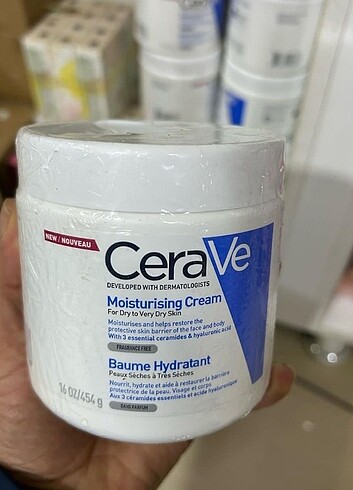 NEW / NOUVEAU
CeraVe
DEVELOPED WITH DERMATOLOGISTS
Moisturising Cream
For Dry to Very Dry Skin
Moisturises and helps restore the
protective skin barrier of the face and body
With 3 essential ceramides & hyaluronic acid
FRAGRANCE FREE
Baume Hydratant
Peaux Sèches à Très Sèches
Nourrit, hydrate et aide à restaurer la barrière
protectrice de la peau. Visage et corps.
Aux 3 céramides essentiels et acide hyaluronique
SANS PARFUM
16 OZ/454 g